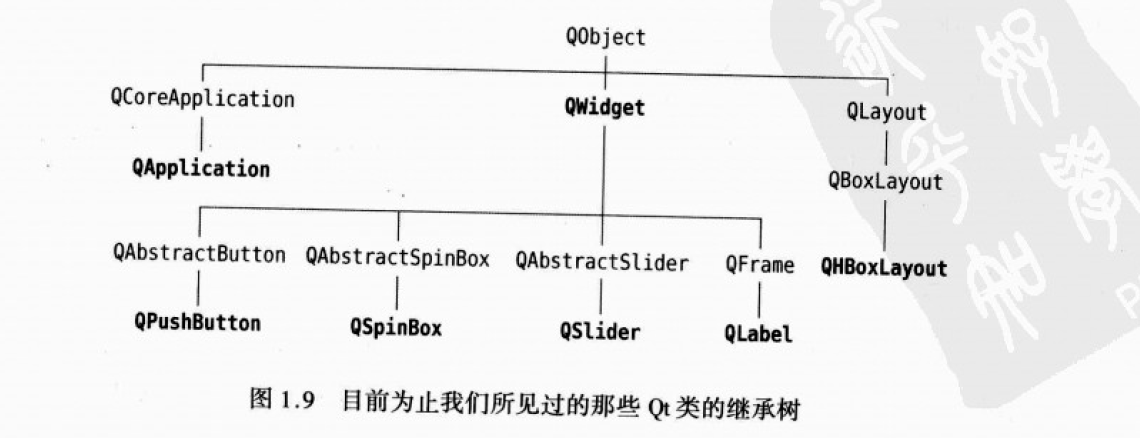 QObject
QCoreApplication QWidget QLayout
QApplication QBoxLayout
QAbstractButton QAbstractSpinBox QAbstractSlider QFrame QHBoxLayout
QPushButton QSpinBox QSlider QLabel
图 1.9 目前为止我们所见过的那些 Qt 类的继承树